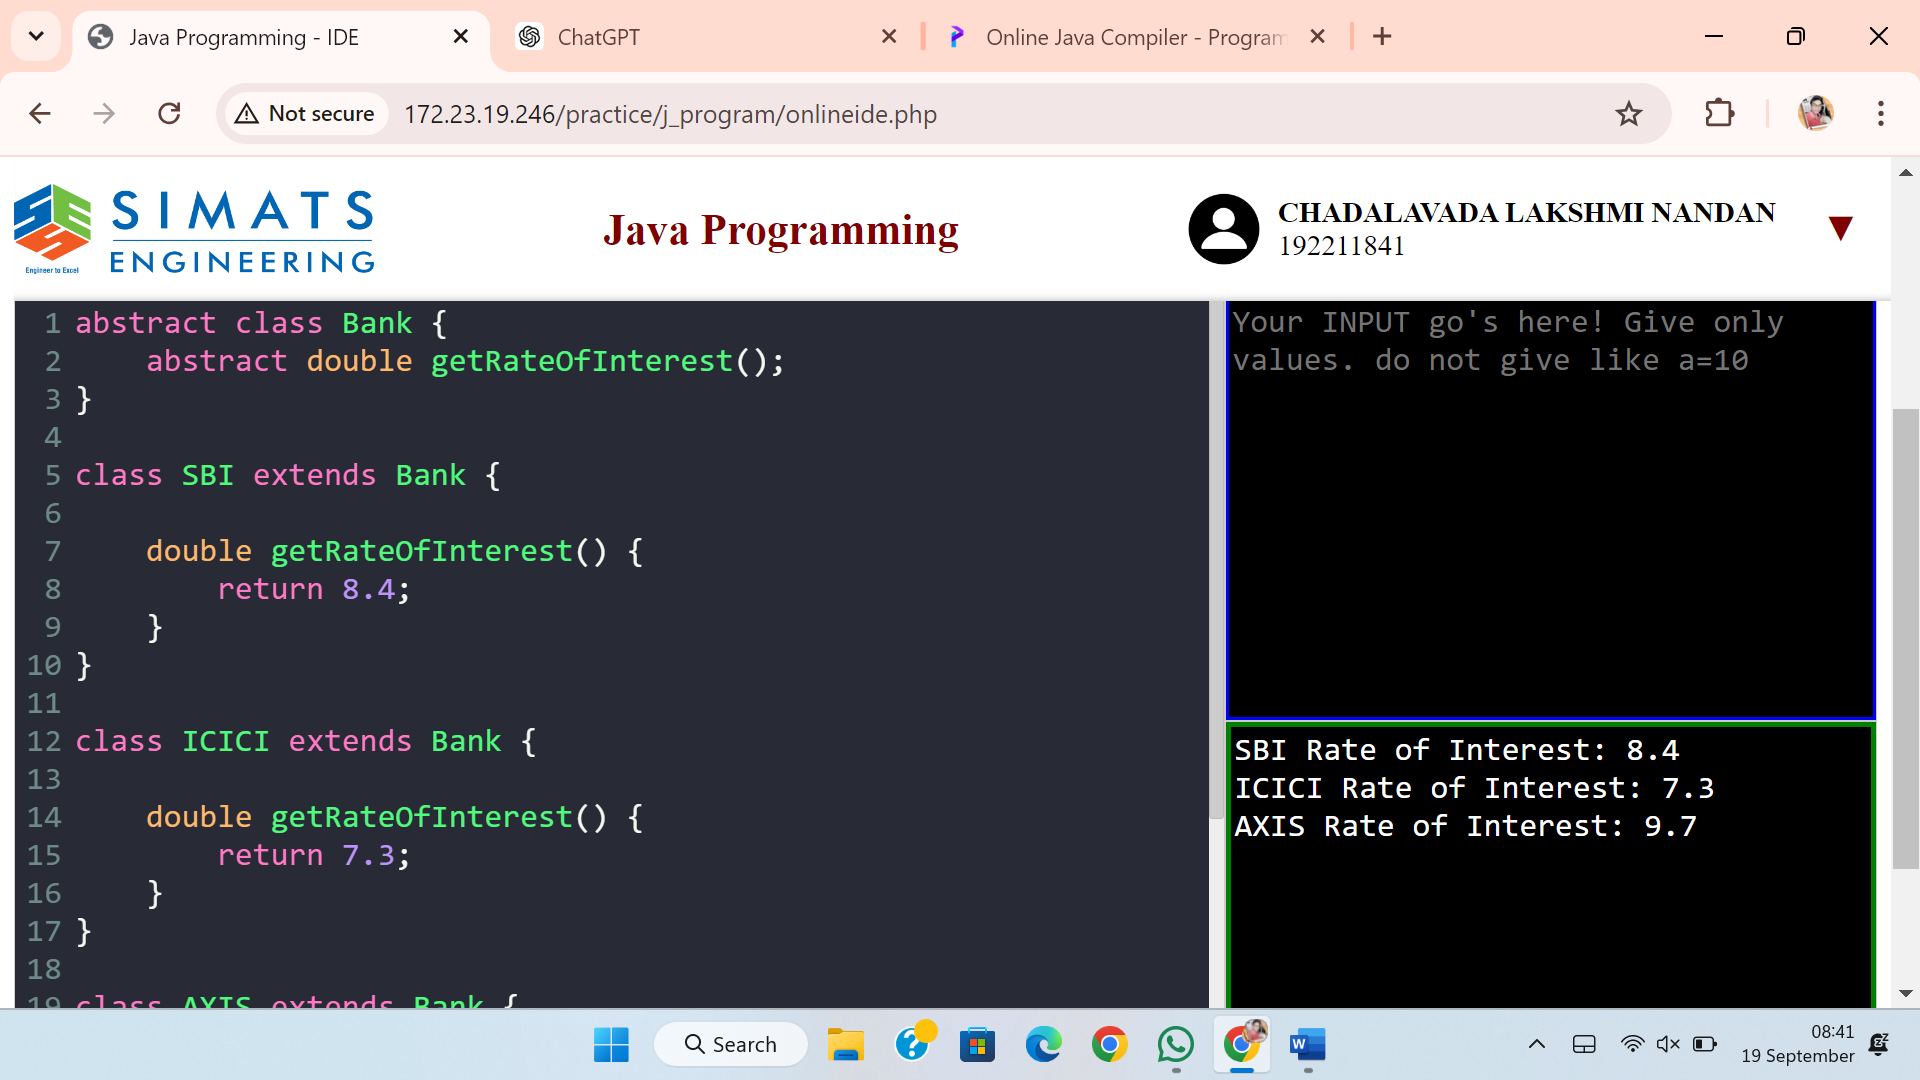 Java Programming - IDE
ChatGPT
Online Java Compiler - Program
Not secure
172.23.19.246/practice/j_program/onlineide.php
SIMATS
ENGINEERING
Engineer to Excel
Java Programming
CHADALAVADA LAKSHMI NANDAN
192211841
1 abstract class Bank {
2 abstract double getRateOfInterest();
3 }
4
5 class SBI extends Bank {
6
7 double getRateOfInterest() {
8 return 8.4;
9 }
10 }
11
12 class ICICI extends Bank {
13
14 double getRateOfInterest() {
15 return 7.3;
16 }
17 }
18
19 class AXIS extends Bank {
Your INPUT go's here! Give only
values. do not give like a=10
SBI Rate of Interest: 8.4
ICICI Rate of Interest: 7.3
AXIS Rate of Interest: 9.7
Search
W
08:41
19 September